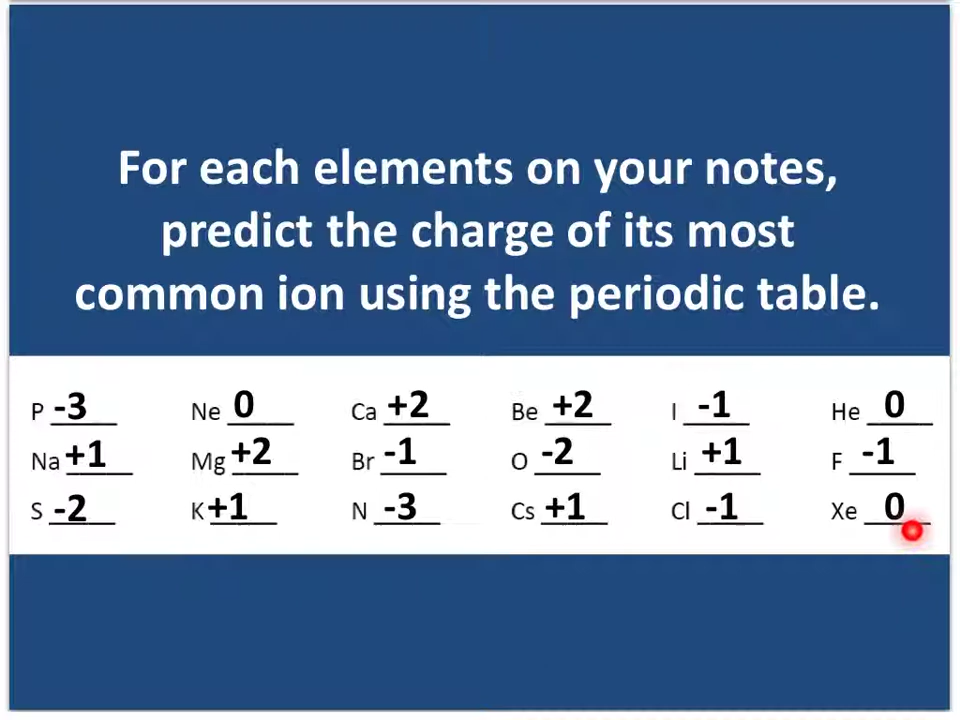 For each elements on your notes,
predict the charge of its most
common ion using the periodic table.
P -3 Ne 0 Ca +2 Be +2 I -1 He 0
Na +1 Mg +2 Br -1 O -2 Li +1 F -1
S -2 K +1 N -3 Cs +1 Cl -1 Xe 0